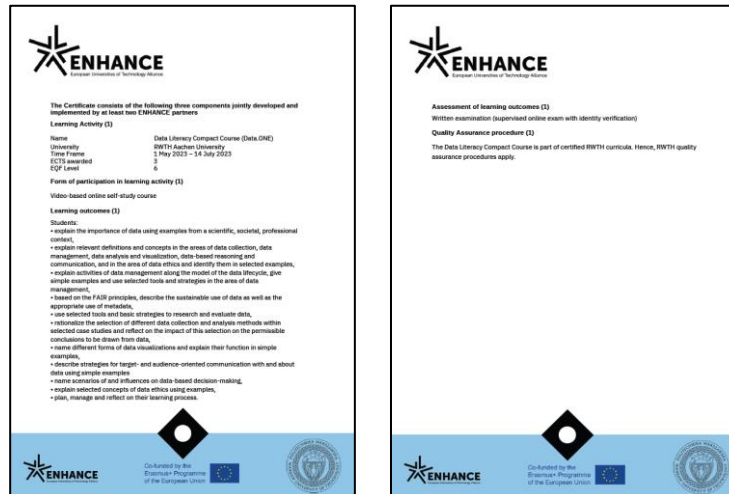 ENHANCE
European Universities of Technology Alliance
The Certificate consists of the following three components jointly developed and
implemented by at least two ENHANCE partners
Learning Activity (1)
Name Data Literacy Compact Course (Data.ONE)
University RWTH Aachen University
Time Frame 1 May 2023 – 14 July 2023
ECTS awarded 3
EQF Level 6
Form of participation in learning activity (1)
Video-based online self-study course
Learning outcomes (1)
Students:
• explain the importance of data using examples from a scientific, societal, professional
context,
• explain relevant definitions and concepts in the areas of data collection, data
management, data analysis and visualization, data-based reasoning and
communication, and in the area of data ethics and identify them in selected examples,
• explain activities of data management along the model of the data lifecycle, give
simple examples and use selected tools and strategies in the area of data
management,
• based on the FAIR principles, describe the sustainable use of data as well as the
appropriate use of metadata,
• use selected tools and basic strategies to research and evaluate data,
• rationalize the selection of different data collection and analysis methods within
selected case studies and reflect on the impact of this selection on the permissible
conclusions to be drawn from data,
• name different forms of data visualizations and explain their function in simple
examples,
• describe strategies for target- and audience-oriented communication with and about
data using simple examples
• name scenarios of and influences on data-based decision-making,
• explain selected concepts of data ethics using examples,
• plan, manage and reflect on their learning process.
ENHANCE
Co-funded by the
Erasmus+ Programme
of the European Union
ENHANCE
European Universities of Technology Alliance
Assessment of learning outcomes (1)
Written examination (supervised online exam with identity verification)
Quality Assurance procedure (1)
The Data Literacy Compact Course is part of certified RWTH curricula. Hence, RWTH quality
assurance procedures apply.
ENHANCE
Co-funded by the
Erasmus+ Programme
of the European Union